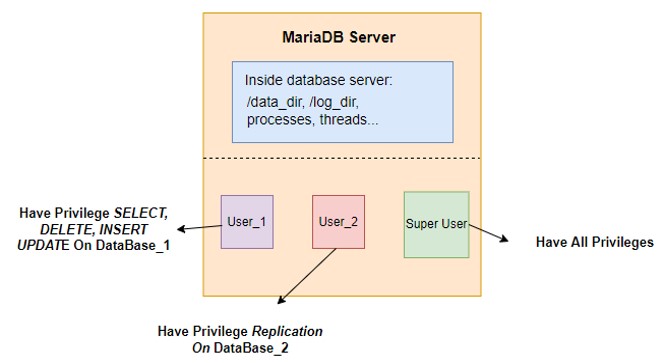 MariaDB Server
Inside database server:
/data_dir, /log_dir,
processes, threads...
User_1
User_2
Super User
Have Privilege SELECT,
DELETE, INSERT
UPDATE On DataBase_1
Have All Privileges
Have Privilege Replication
On DataBase_2